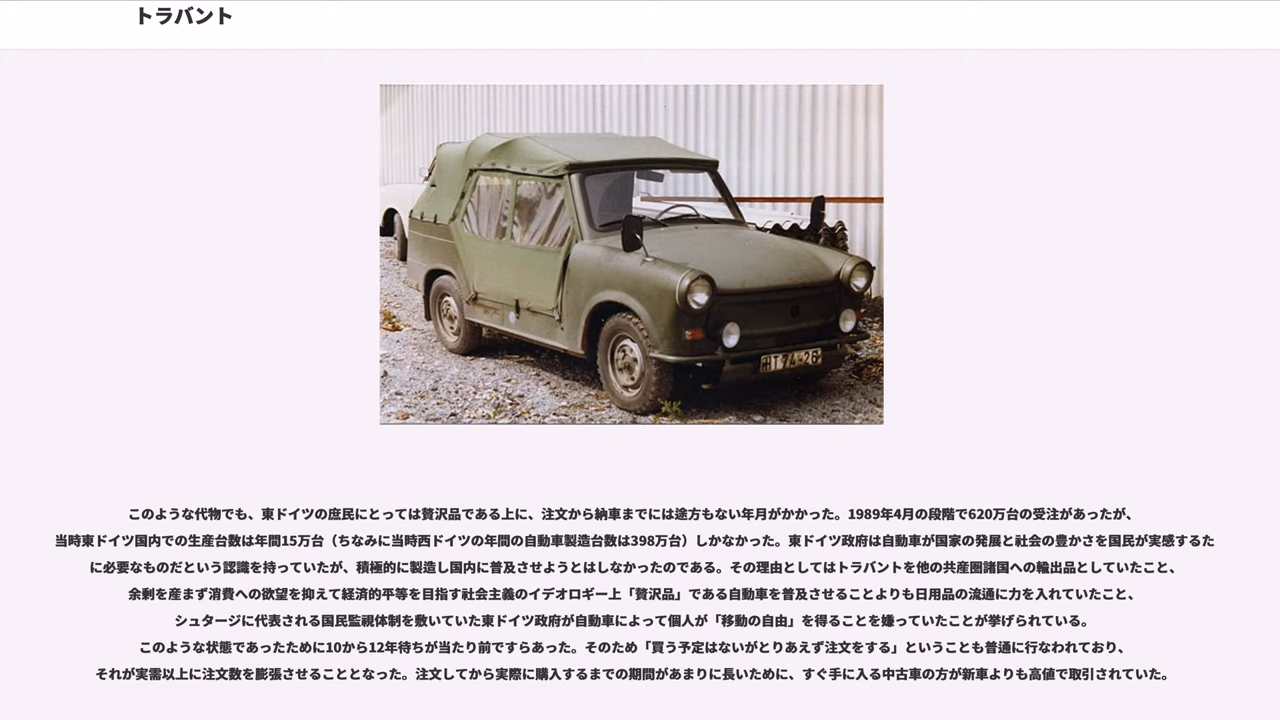 トラバント
HT 94-26
このような代物でも、東ドイツの庶民にとっては贅沢品である上に、注文から納車までには途方もない年月がかかった。1989年4月の段階で620万台の受注があったが、
当時東ドイツ国内での生産台数は年間15万台（ちなみに当時西ドイツの年間の自動車製造台数は398万台）しかなかった。東ドイツ政府は自動車が国家の発展と社会の豊かさを国民が実感するた
に必要なものだという認識を持っていたが、積極的に製造し国内に普及させようとはしなかったのである。その理由としてはトラバントを他の共産圏諸国への輸出品としていたこと、
余剰を産まず消費への欲望を抑えて経済的平等を目指す社会主義のイデオロギー上「贅沢品」である自動車を普及させることよりも日用品の流通に力を入れていたこと、
シュタージに代表される国民監視体制を敷いていた東ドイツ政府が自動車によって個人が「移動の自由」を得ることを嫌っていたことが挙げられている。
このような状態であったために10から12年待ちが当たり前ですらあった。そのため「買う予定はないがとりあえず注文をする」ということも普通に行なわれており、
それが実需以上に注文数を膨張させることとなった。注文してから実際に購入するまでの期間があまりに長いために、すぐ手に入る中古車の方が新車よりも高値で取引されていた。